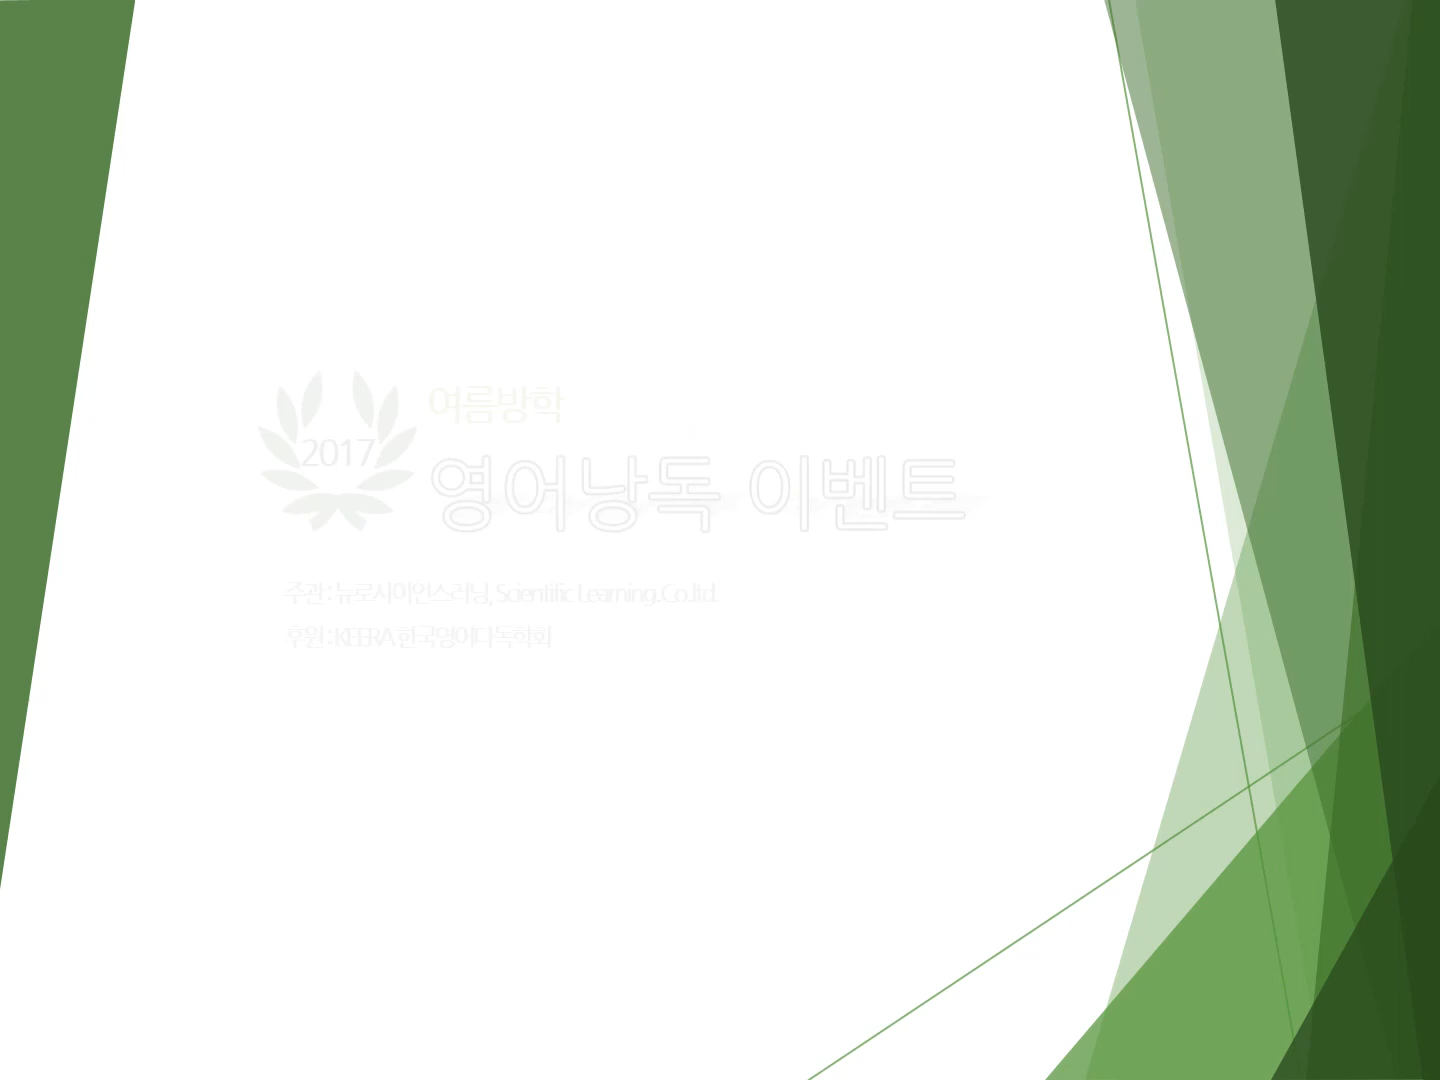 여름방학
2017
영어낭독 이벤트
주관 : 뉴로사이언스러닝, Scientific Learning.Co.ltd.
후원 : KEERA 한국영어다독학회